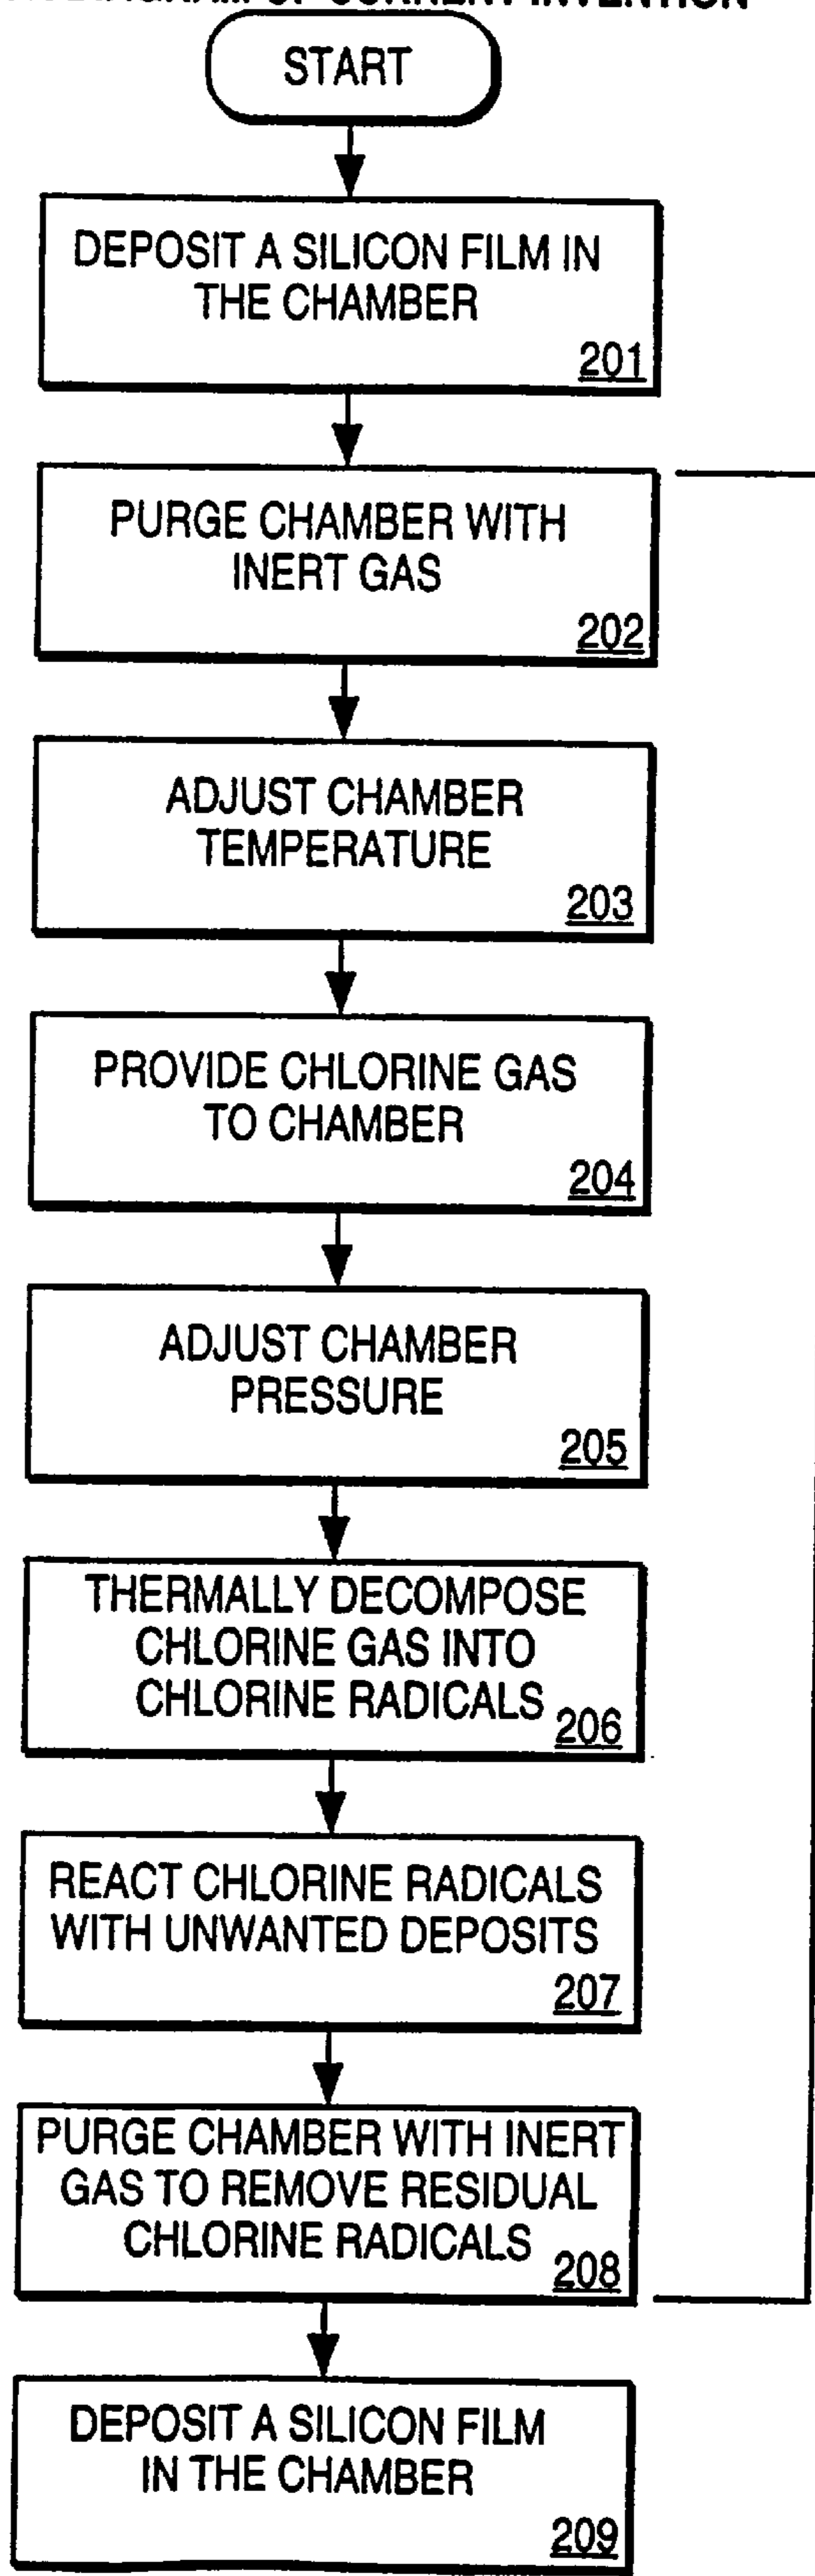 OF CURRENT INVENTION
START
DEPOSIT A SILICON FILM IN
THE CHAMBER
201
PURGE CHAMBER WITH
INERT GAS
202
ADJUST CHAMBER
TEMPERATURE
203
PROVIDE CHLORINE GAS
TO CHAMBER
204
ADJUST CHAMBER
PRESSURE
205
THERMALLY DECOMPOSE
CHLORINE GAS INTO
CHLORINE RADICALS
206
REACT CHLORINE RADICALS
WITH UNWANTED DEPOSITS
207
PURGE CHAMBER WITH INERT
GAS TO REMOVE RESIDUAL
CHLORINE RADICALS
208
DEPOSIT A SILICON FILM
IN THE CHAMBER
209